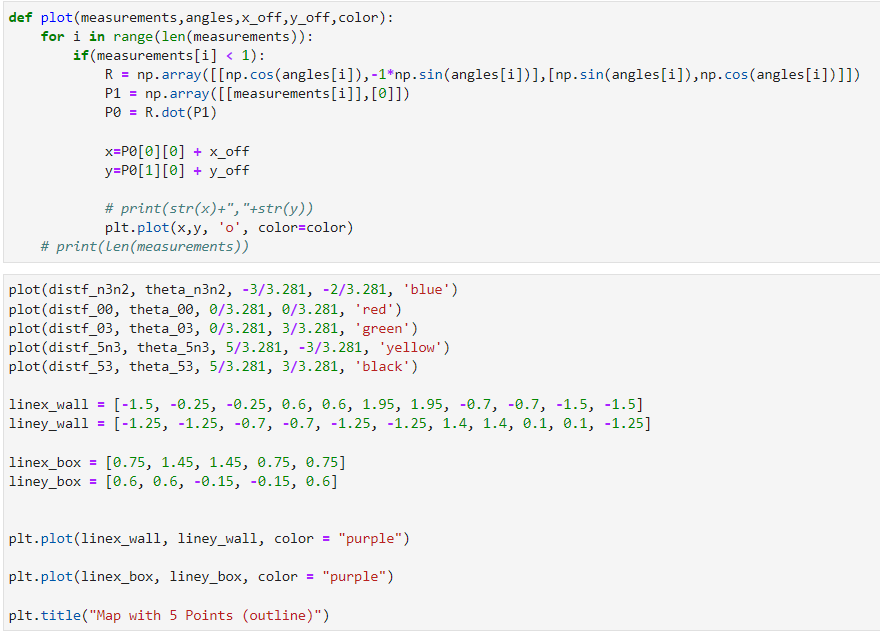 def plot(measurements,angles,x_off,y_off,color):
    for i in range(len(measurements)):
        if(measurements[i] < 1):
            R = np.array([[np.cos(angles[i]),-1*np.sin(angles[i])],[np.sin(angles[i]),np.cos(angles[i])]])
            P1 = np.array([[measurements[i]],[0]])
            P0 = R.dot(P1)

            x=P0[0][0] + x_off
            y=P0[1][0] + y_off

            # print(str(x)+","+str(y))
            plt.plot(x,y, 'o', color=color)
    # print(len(measurements))

plot(distf_n3n2, theta_n3n2, -3/3.281, -2/3.281, 'blue')
plot(distf_00, theta_00, 0/3.281, 0/3.281, 'red')
plot(distf_03, theta_03, 0/3.281, 3/3.281, 'green')
plot(distf_5n3, theta_5n3, 5/3.281, -3/3.281, 'yellow')
plot(distf_53, theta_53, 5/3.281, 3/3.281, 'black')

linex_wall = [-1.5, -0.25, -0.25, 0.6, 0.6, 1.95, 1.95, -0.7, -0.7, -1.5, -1.5]
liney_wall = [-1.25, -1.25, -0.7, -0.7, -1.25, -1.25, 1.4, 1.4, 0.1, 0.1, -1.25]

linex_box = [0.75, 1.45, 1.45, 0.75, 0.75]
liney_box = [0.6, 0.6, -0.15, -0.15, 0.6]


plt.plot(linex_wall, liney_wall, color = "purple")

plt.plot(linex_box, liney_box, color = "purple")

plt.title("Map with 5 Points (outline)")